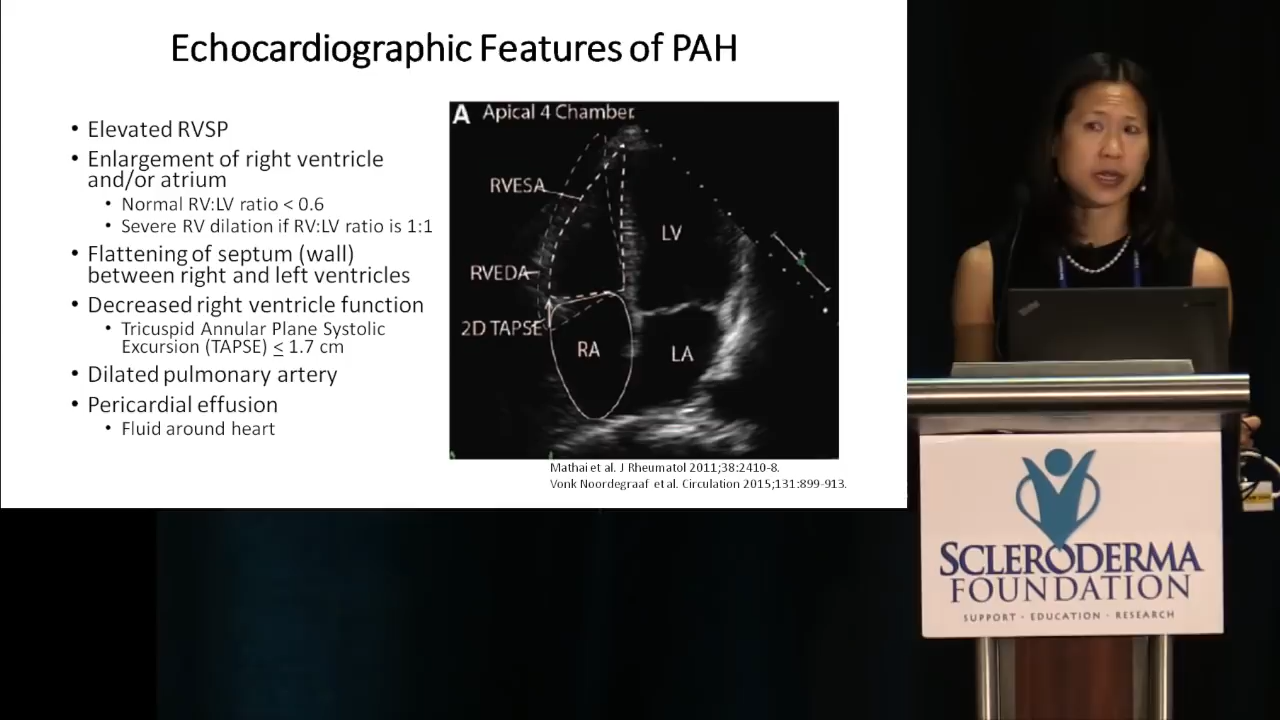 Echocardiographic Features of PAH
• Elevated RVSP
• Enlargement of right ventricle
and/or atrium
• Normal RV:LV ratio < 0.6
• Severe RV dilation if RV:LV ratio is 1:1
• Flattening of septum (wall)
between right and left ventricles
• Decreased right ventricle function
• Tricuspid Annular Plane Systolic
Excursion (TAPSE) ≤ 1.7 cm
• Dilated pulmonary artery
• Pericardial effusion
• Fluid around heart
A Apical 4 Chamber
RVESA
LV
RVEDA
2D TAPSE
RA
LA
Mathai et al. J Rheumatol 2011;38:2410-8.
Vonk Noordegraaf et al. Circulation 2015;131:899-913.
ThinkPad
SCLERODERMA
FOUNDATION
SUPPORT · EDUCATION · RESEARCH